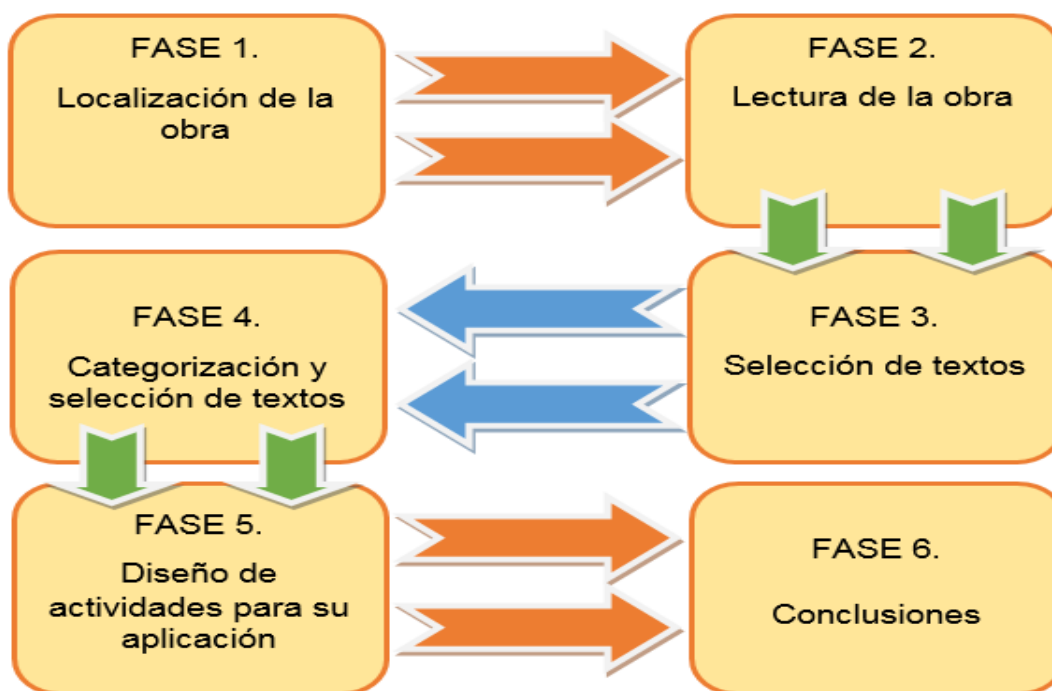 FASE 1.
Localización de la
obra
FASE 2.
Lectura de la obra
FASE 3.
Selección de textos
FASE 4.
Categorización y
selección de textos
FASE 5.
Diseño de
actividades para su
aplicación
FASE 6.
Conclusiones